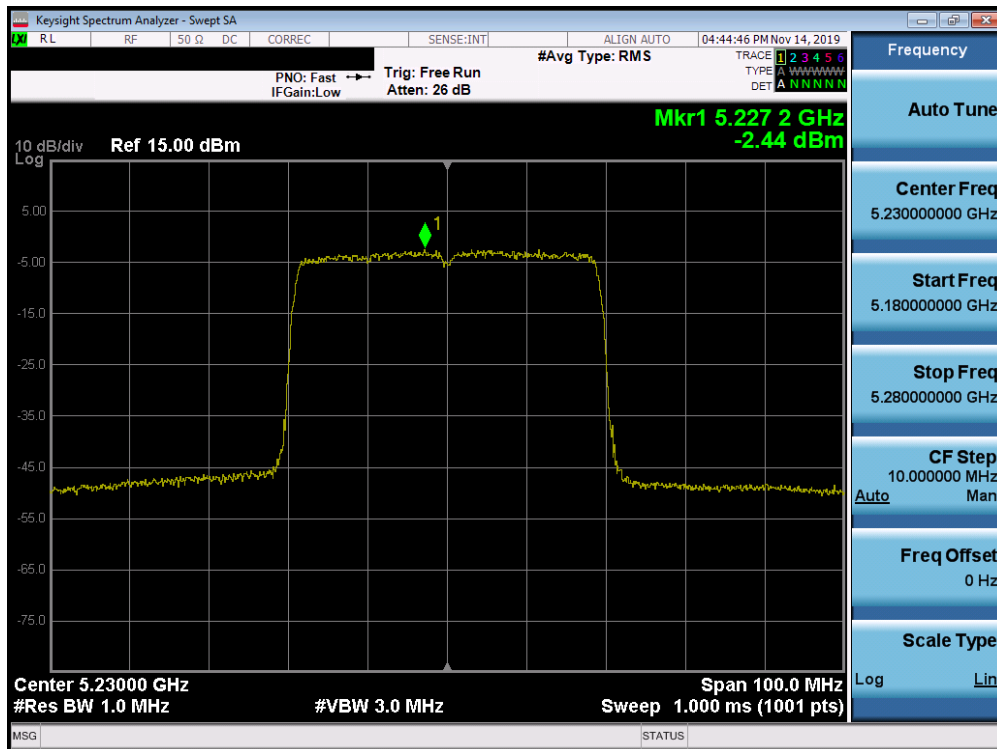 Keysight Spectrum Analyzer - Swept SA
LXI RL RF 50 Ω DC CORREC SENSE:INT ALIGN AUTO 04:44:46 PM Nov 14, 2019
Frequency
PNO: Fast
IFGain:Low
Trig: Free Run
Atten: 26 dB
#Avg Type: RMS
TRACE 1 2 3 4 5 6
TYPE A WWWWW
DET A N N N N N
Mkr1 5.227 2 GHz
-2.44 dBm
10 dB/div Ref 15.00 dBm
Log
1
5.00
-5.00
-15.0
-25.0
-35.0
-45.0
-55.0
-65.0
-75.0
Center 5.23000 GHz Span 100.0 MHz
#Res BW 1.0 MHz #VBW 3.0 MHz Sweep 1.000 ms (1001 pts)
MSG STATUS
Auto Tune
Center Freq
5.230000000 GHz
Start Freq
5.180000000 GHz
Stop Freq
5.280000000 GHz
CF Step
10.000000 MHz
Auto Man
Freq Offset
0 Hz
Scale Type
Log Lin